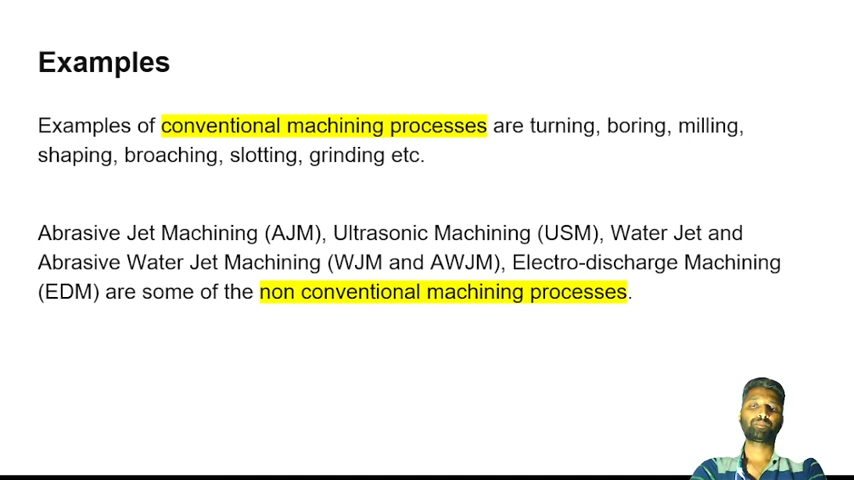 Examples
Examples of conventional machining processes are turning, boring, milling,
shaping, broaching, slotting, grinding etc.
Abrasive Jet Machining (AJM), Ultrasonic Machining (USM), Water Jet and
Abrasive Water Jet Machining (WJM and AWJM), Electro-discharge Machining
(EDM) are some of the non conventional machining processes.